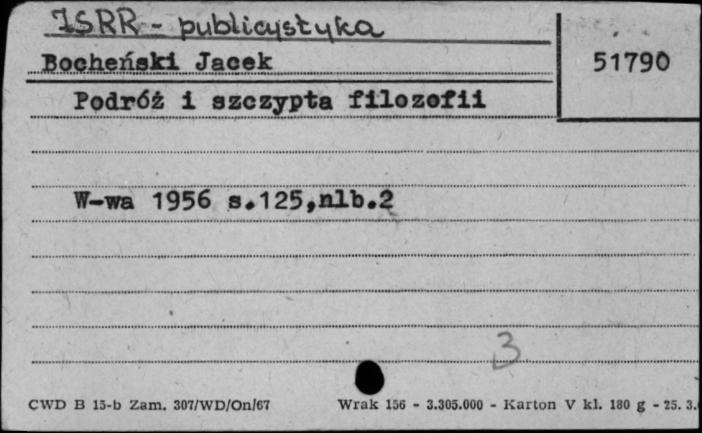 ZSRR - publicystyka
Bocheński Jacek
51790
Podróż i szczypta filozofii
W-wa 1956 s.125,nlb.2
3
CWD B 15-b Zam. 307/WD/On/67 Wrak 156 - 3.305.000 - Karton V kl. 180 g - 25. 3.